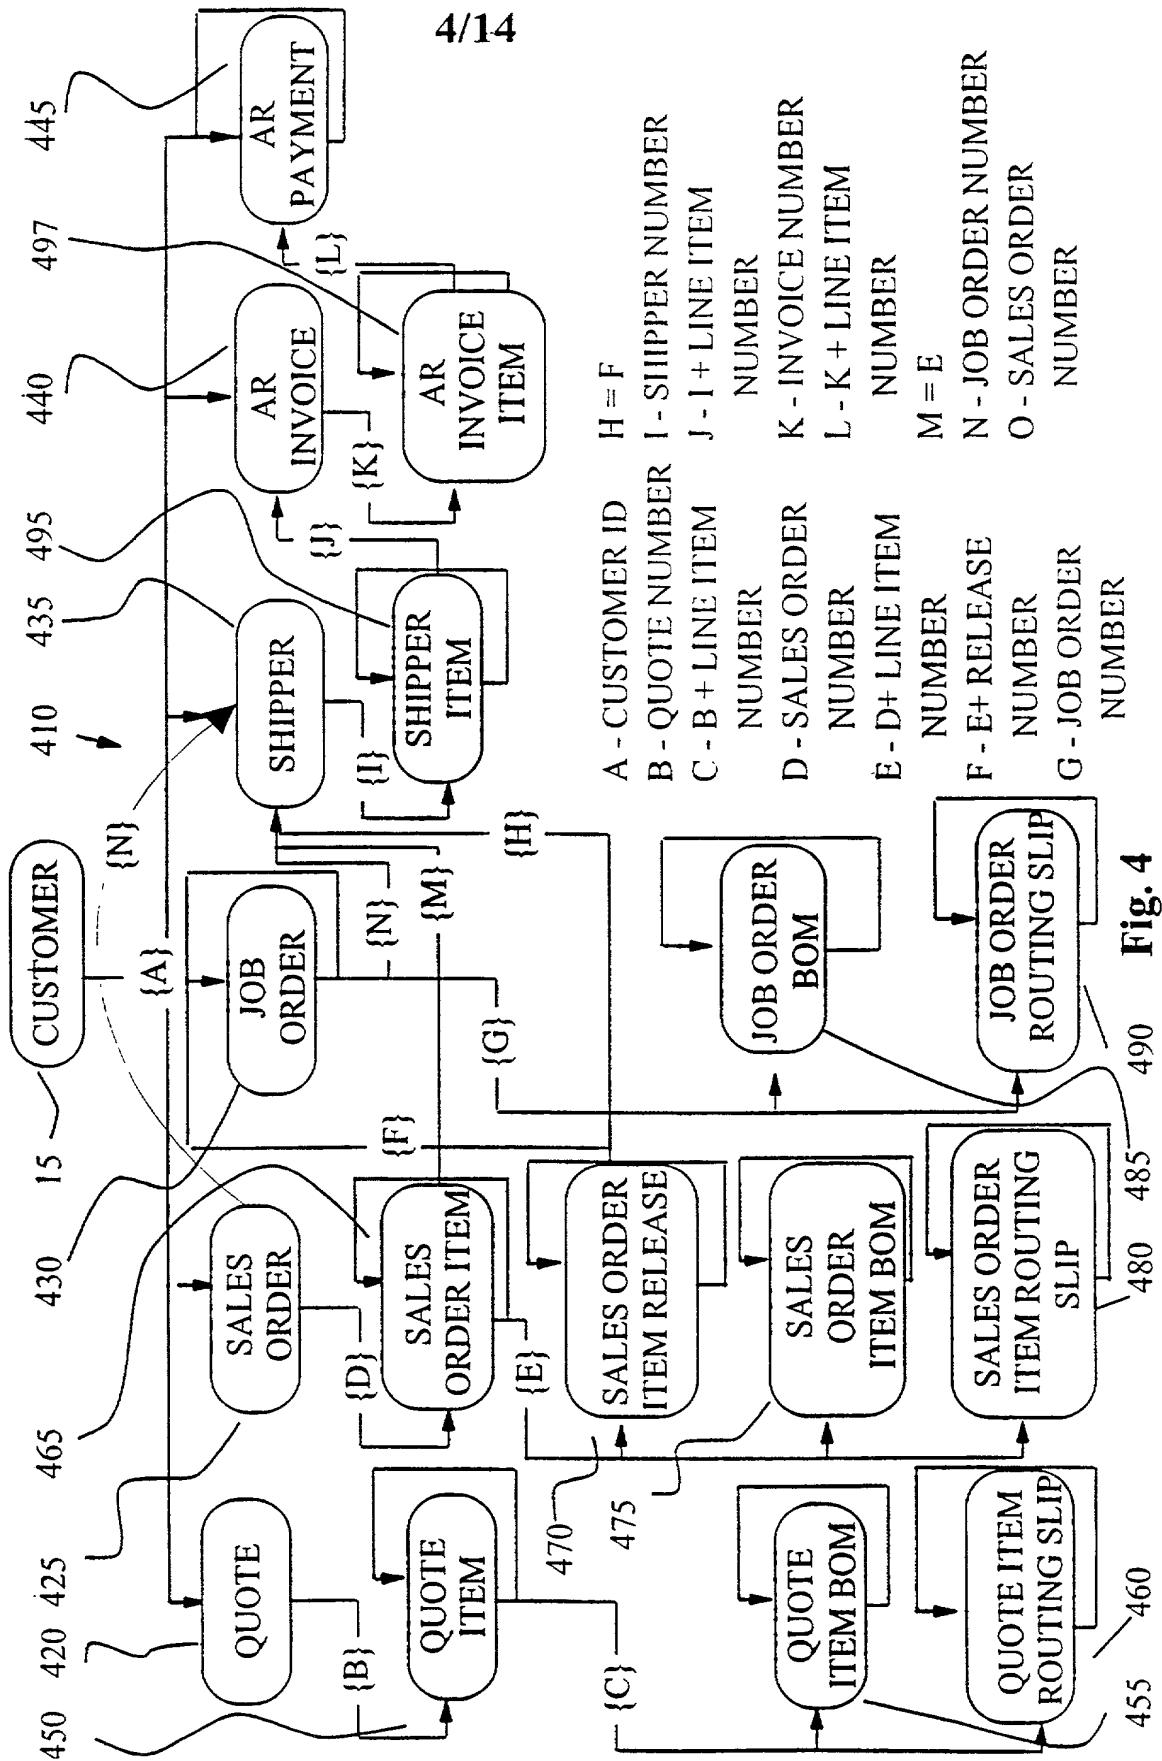 4/14
15
CUSTOMER
410
420
425
465
430
435
495
440
497
445
450
{A}
{N}
QUOTE
SALES
ORDER
JOB
ORDER
SHIPPER
AR
INVOICE
AR
PAYMENT
{B}
{D}
{F}
{N}
{M}
{I}
{J}
{K}
{L}
QUOTE
ITEM
SALES
ORDER ITEM
SHIPPER
ITEM
AR
INVOICE
ITEM
{C}
{E}
{G}
{H}
470
475
SALES ORDER
ITEM RELEASE
QUOTE
ITEM BOM
SALES
ORDER
ITEM BOM
JOB ORDER
BOM
QUOTE ITEM
ROUTING SLIP
SALES ORDER
ITEM ROUTING
SLIP
JOB ORDER
ROUTING SLIP
455
460
480
485
490
A - CUSTOMER ID
B - QUOTE NUMBER
C - B + LINE ITEM
NUMBER
D - SALES ORDER
NUMBER
E - D+ LINE ITEM
NUMBER
F - E+ RELEASE
NUMBER
G - JOB ORDER
NUMBER
H = F
I - SHIPPER NUMBER
J - I + LINE ITEM
NUMBER
K - INVOICE NUMBER
L - K + LINE ITEM
NUMBER
M = E
N - JOB ORDER NUMBER
O - SALES ORDER
NUMBER
Fig. 4